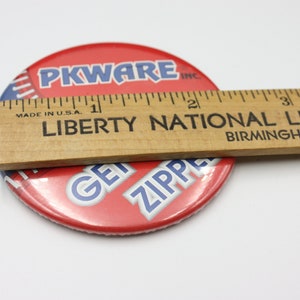 PKWARE INC.
1 2 3
MADE IN U.S.A.
LIBERTY NATIONAL
BIRMINGH
GET
ZIPPE